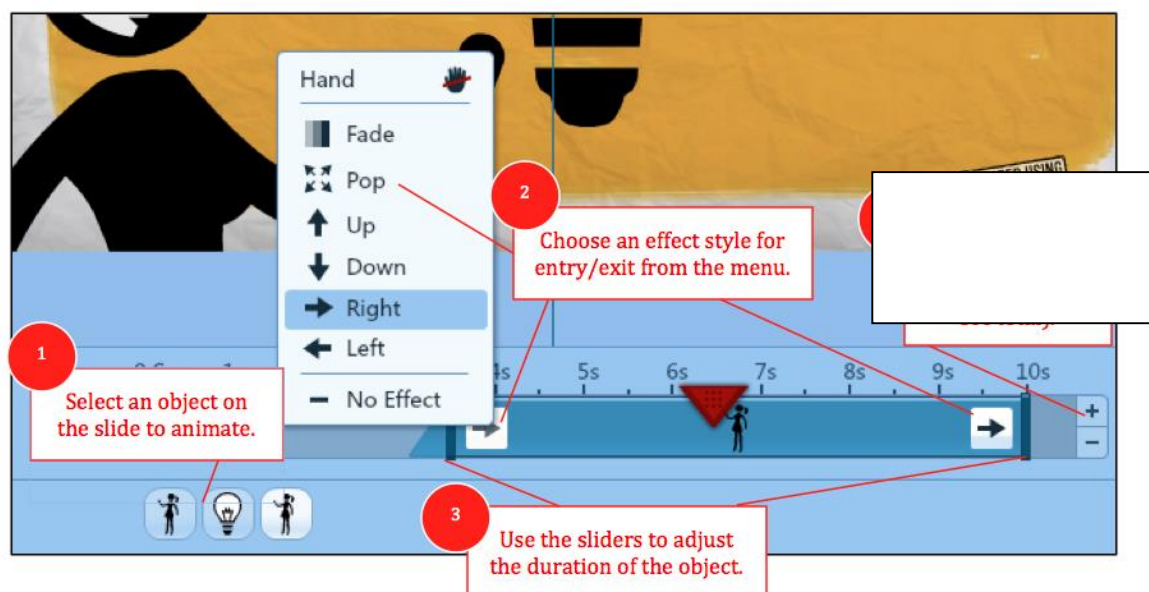 Hand
Fade
Pop
Up
Down
Right
Left
No Effect
USING
2
Choose an effect style for
entry/exit from the menu.
1
Select an object on
the slide to animate.
4s 5s 6s 7s 8s 9s 10s
+
−
3
Use the sliders to adjust
the duration of the object.